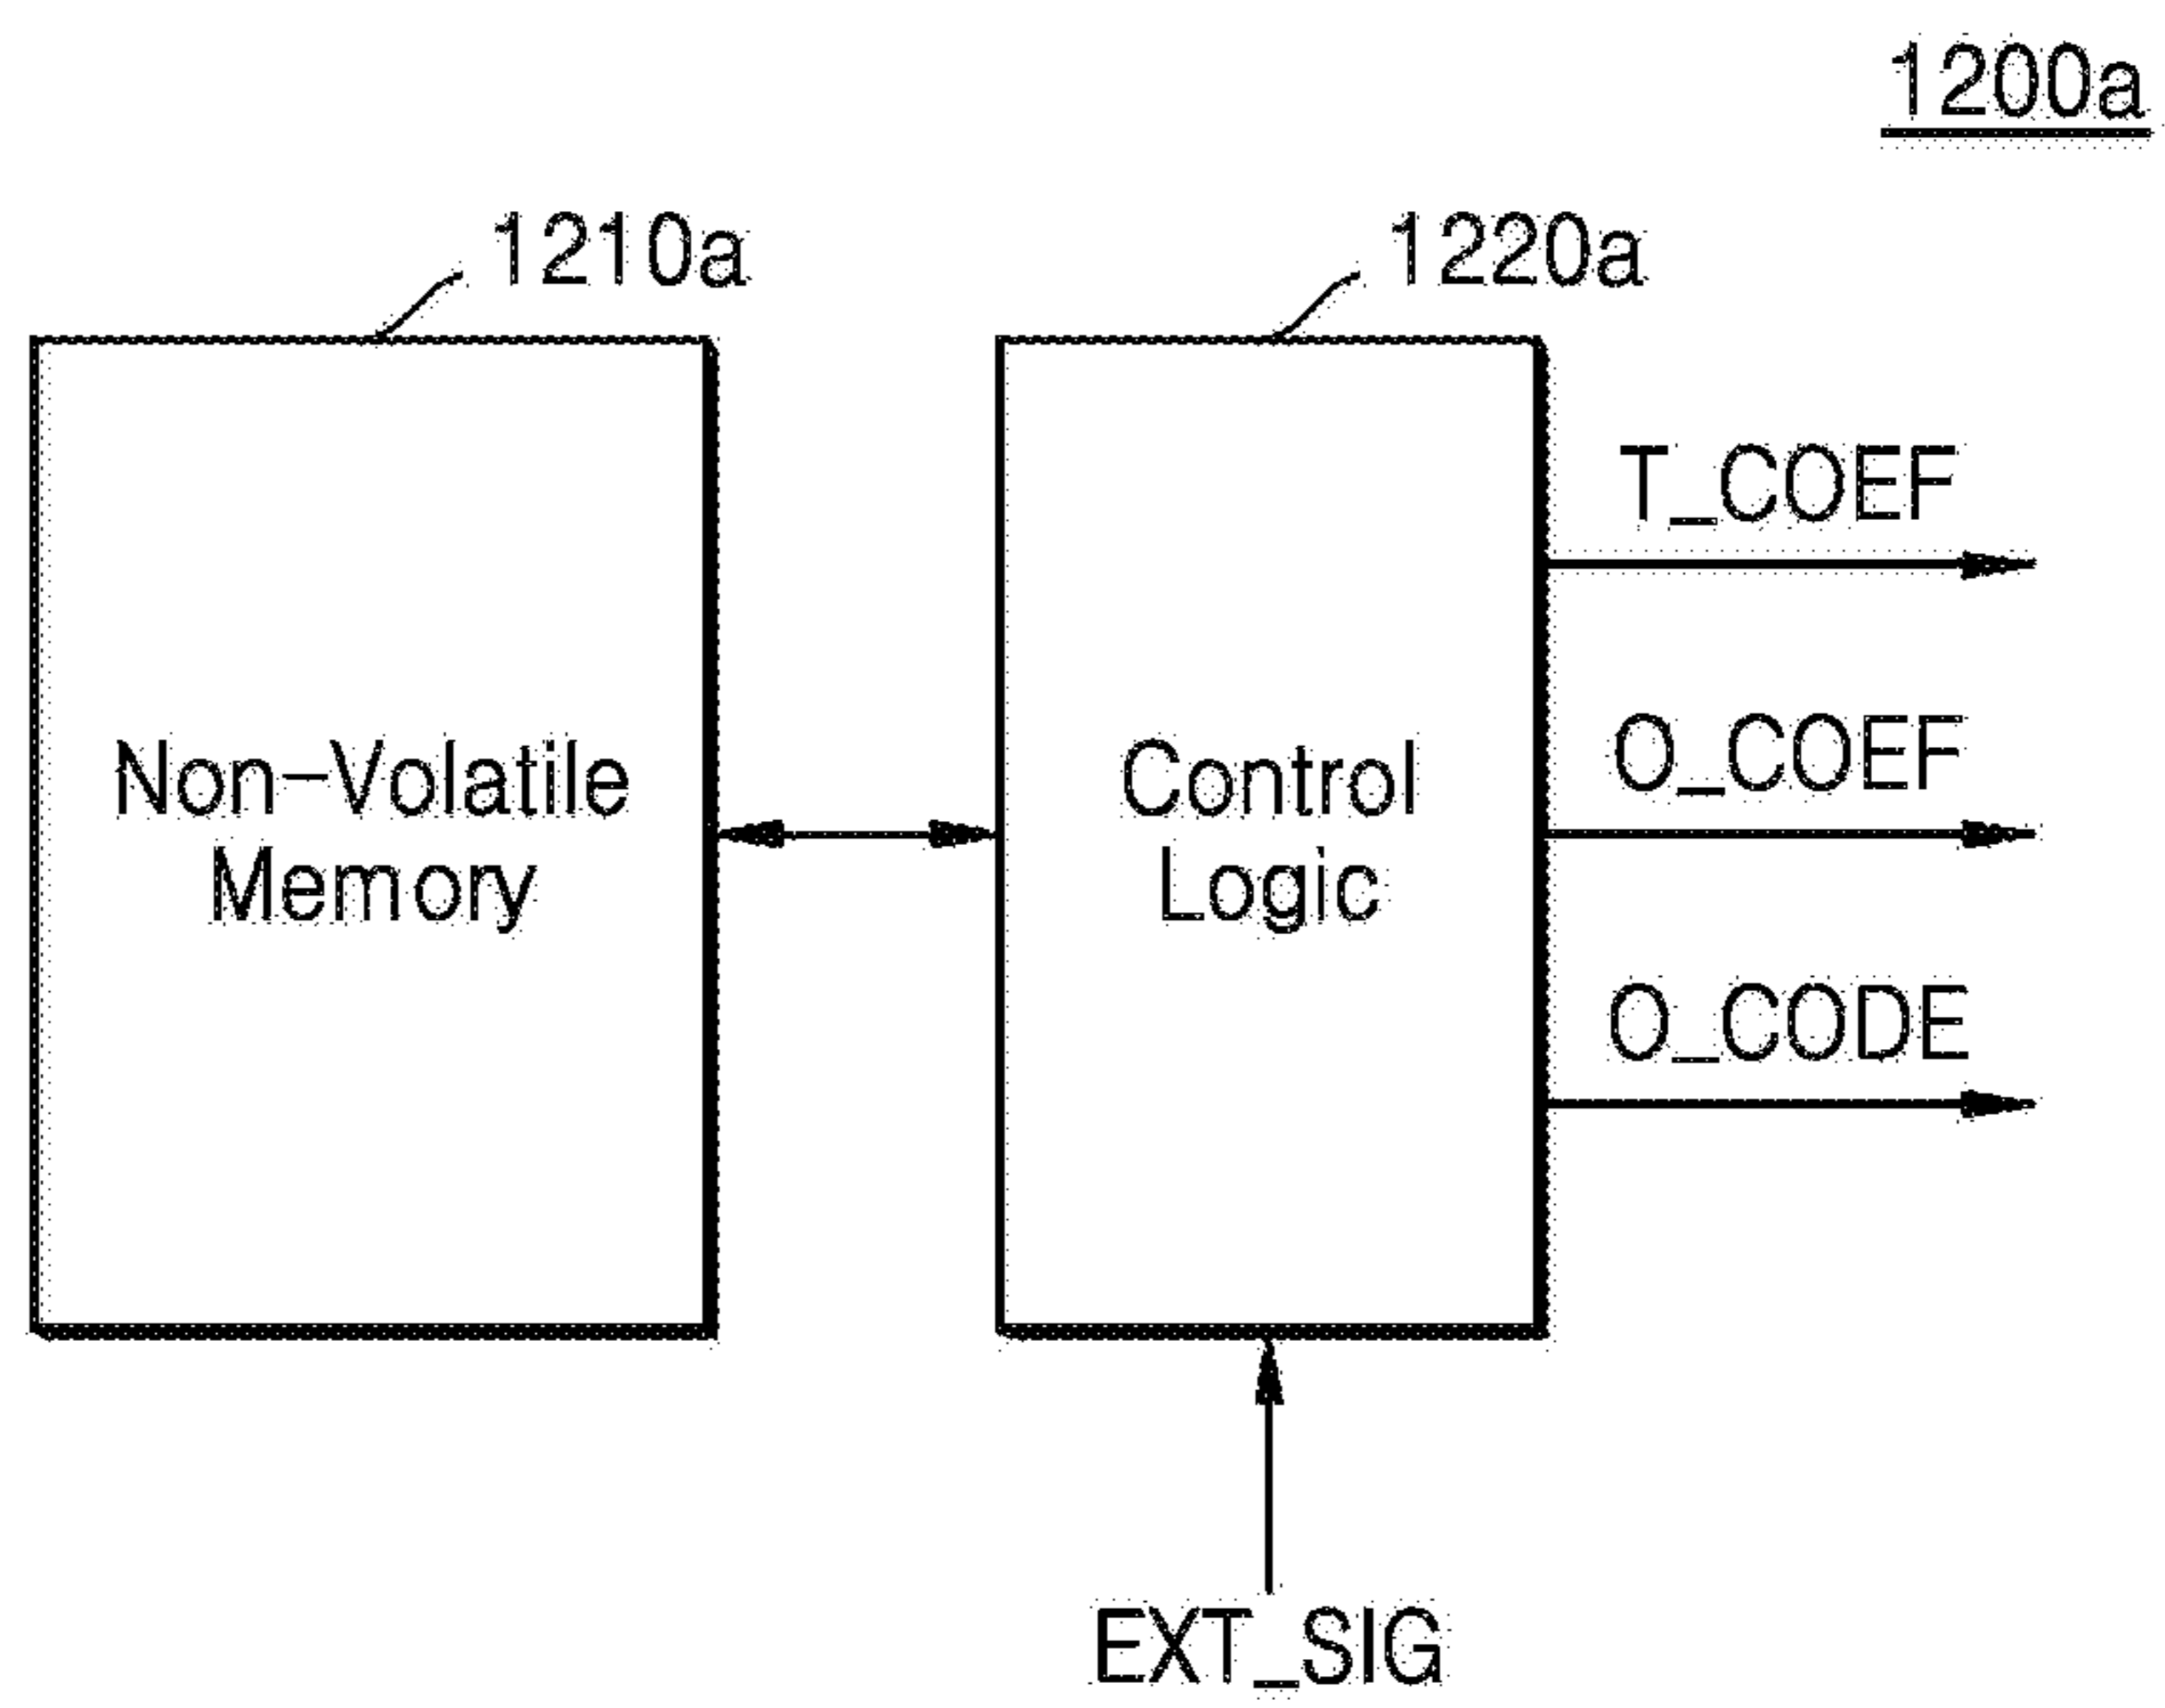 1200a
1210a
1220a
Non-Volatile
Memory
Control
Logic
T_COEF
O_COEF
O_CODE
EXT_SIG